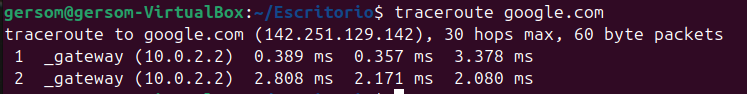 gersom@gersom-VirtualBox:~/Escritorio$ traceroute google.com
traceroute to google.com (142.251.129.142), 30 hops max, 60 byte packets
 1  _gateway (10.0.2.2)  0.389 ms  0.357 ms  3.378 ms
 2  _gateway (10.0.2.2)  2.808 ms  2.171 ms  2.080 ms